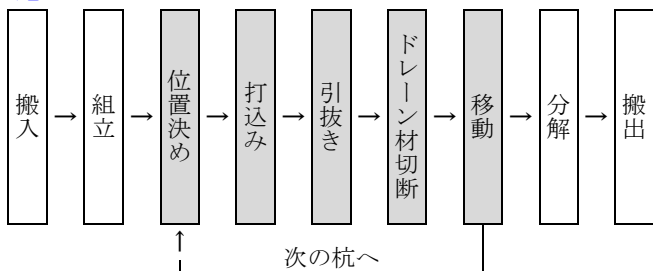 搬入
→
組立
→
位置決め
→
打込み
→
引抜き
→
ドレーン材切断
→
移動
→
分解
→
搬出
↑
次の杭へ